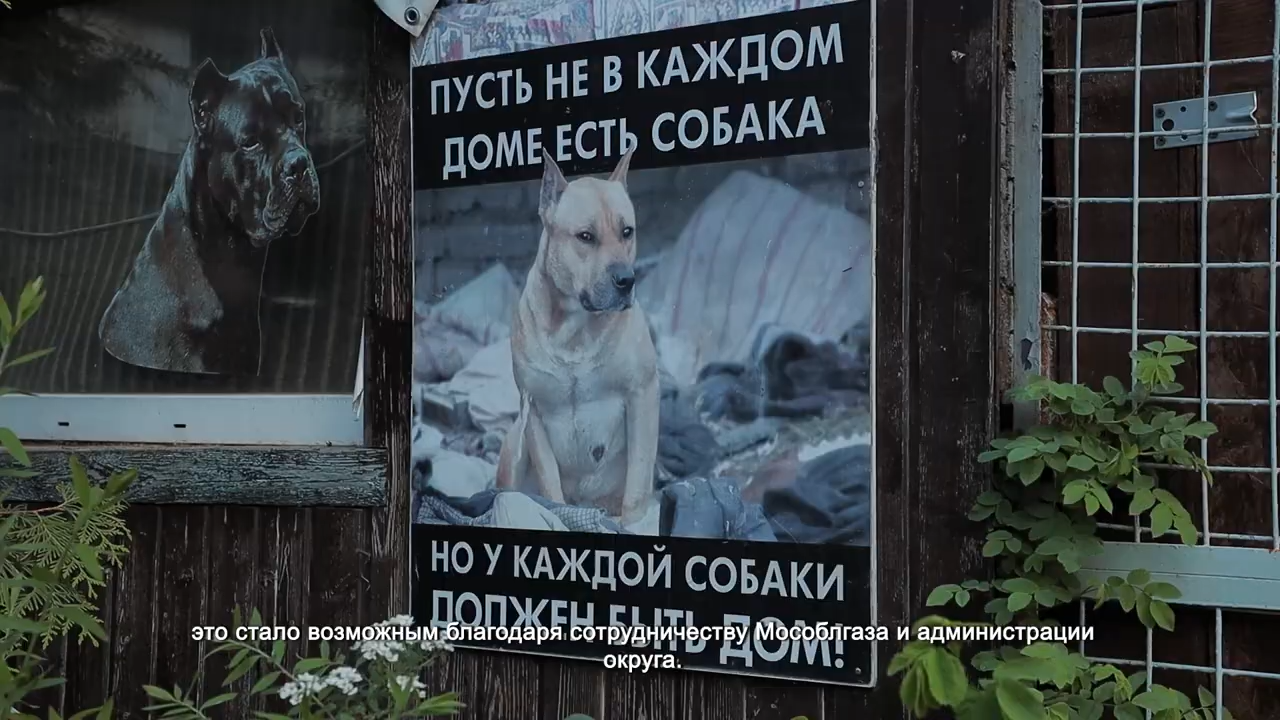 ПУСТЬ НЕ В КАЖДОМ
ДОМЕ ЕСТЬ СОБАКА
НО У КАЖДОЙ СОБАКИ
ДОЛЖЕН БЫТЬ ДОМ!
это стало возможным благодаря сотрудничеству Мособлгаза и администрации
округа.